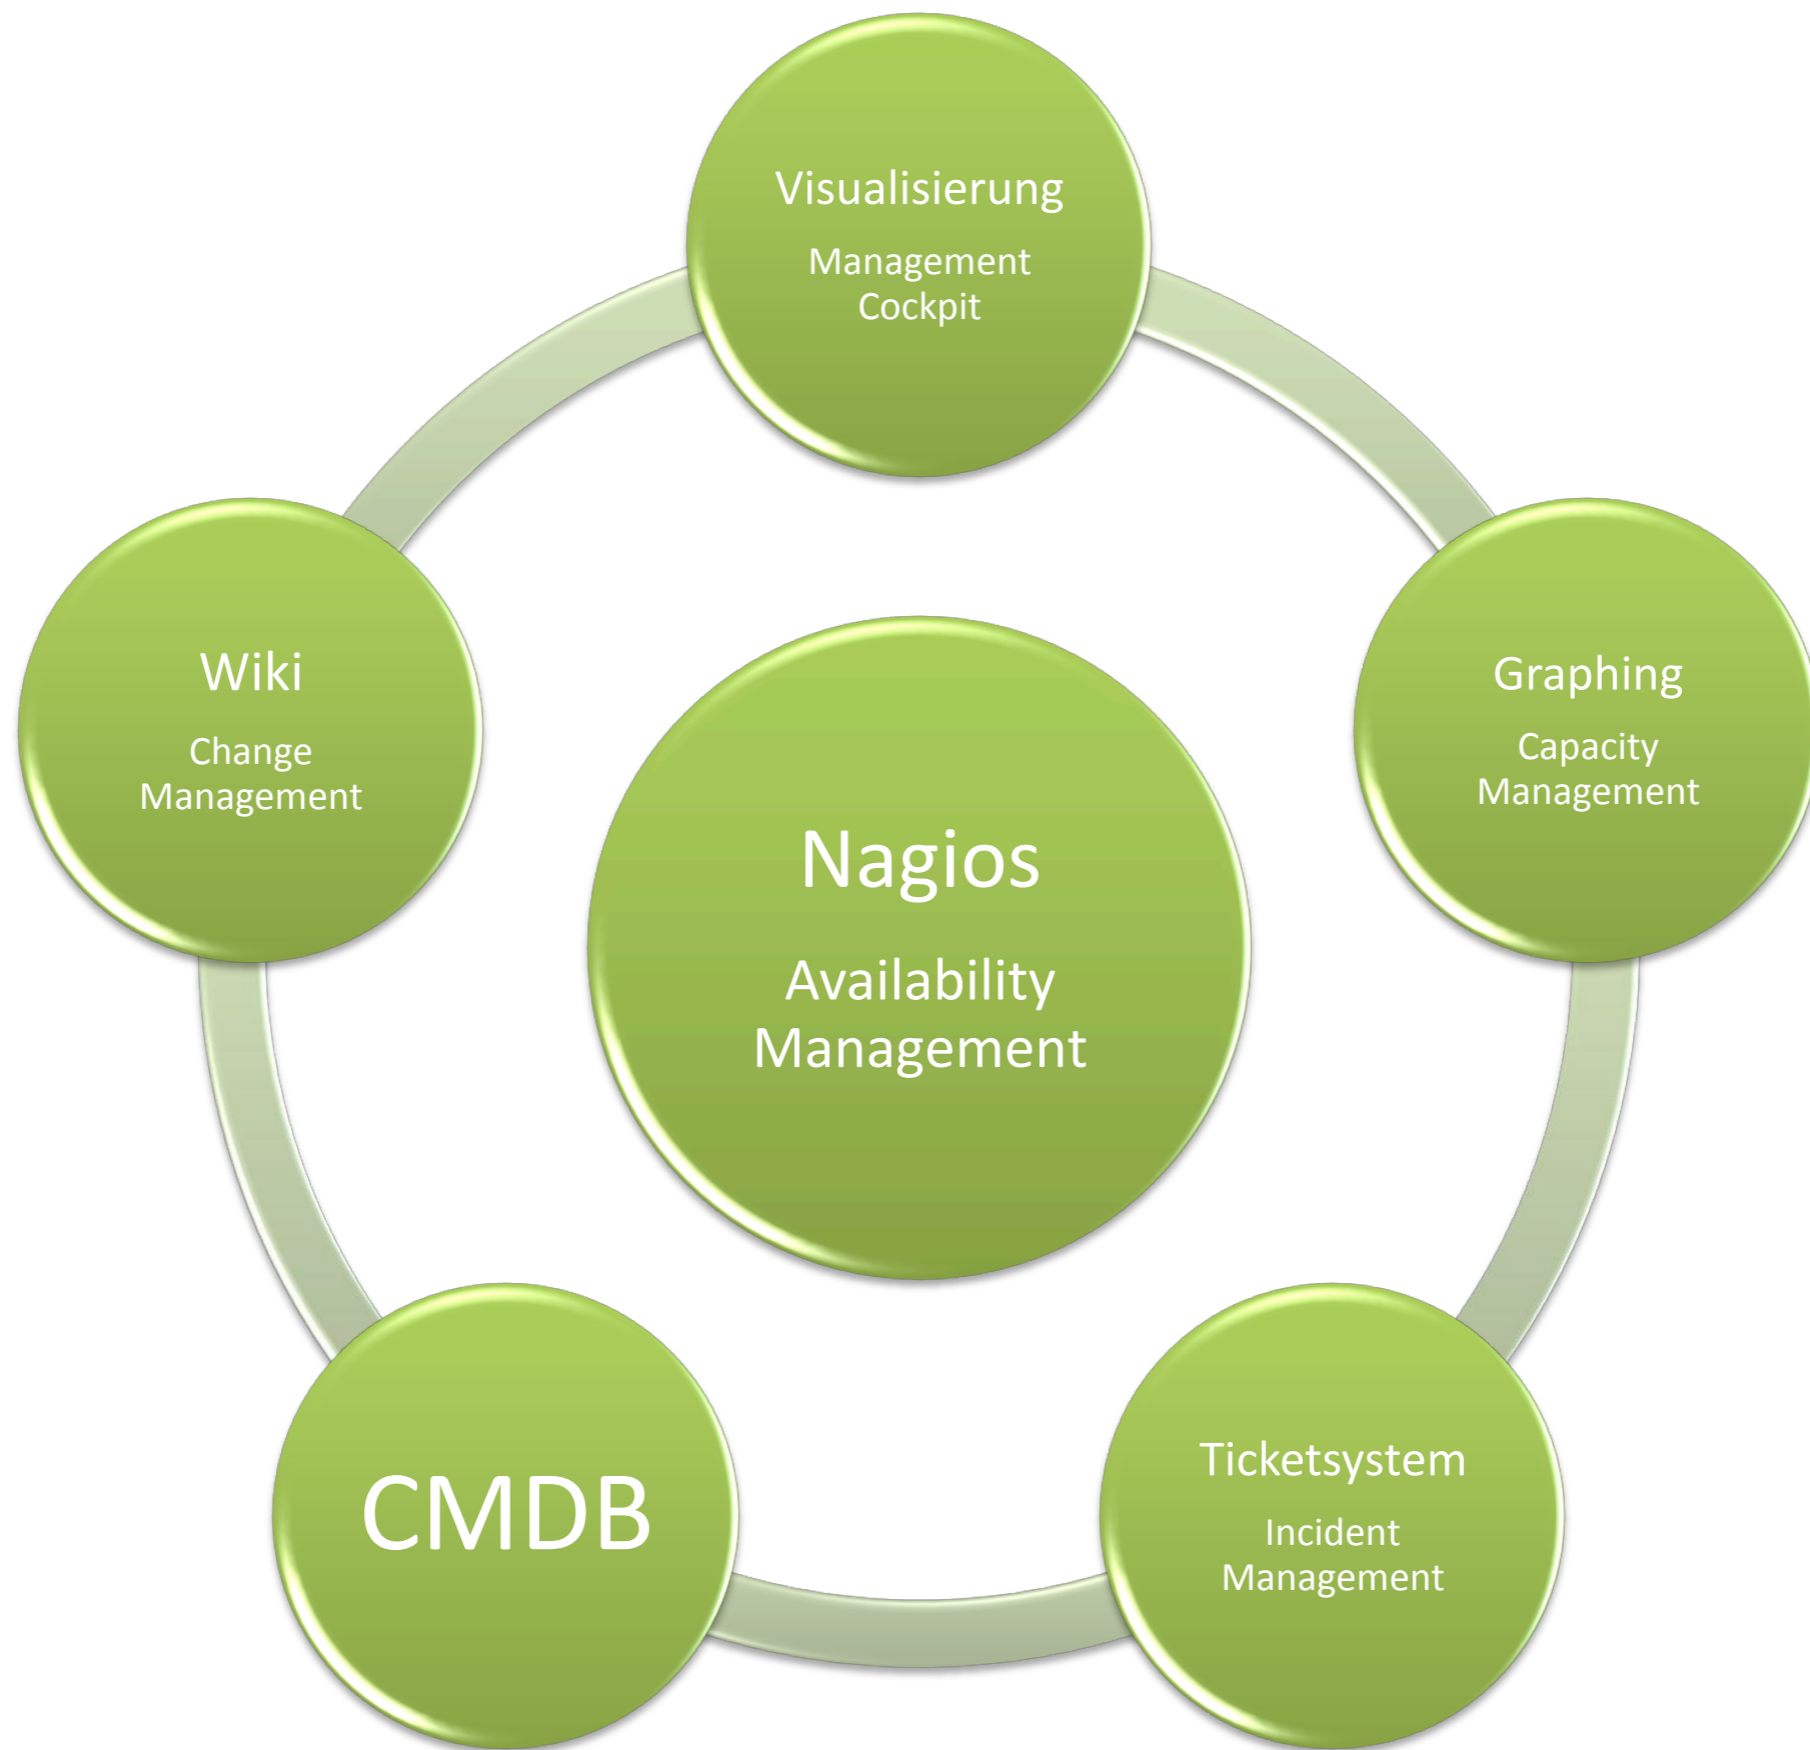 Visualisierung
Management
Cockpit
Wiki
Change
Management
Graphing
Capacity
Management
Nagios
Availability
Management
CMDB
Ticketsystem
Incident
Management